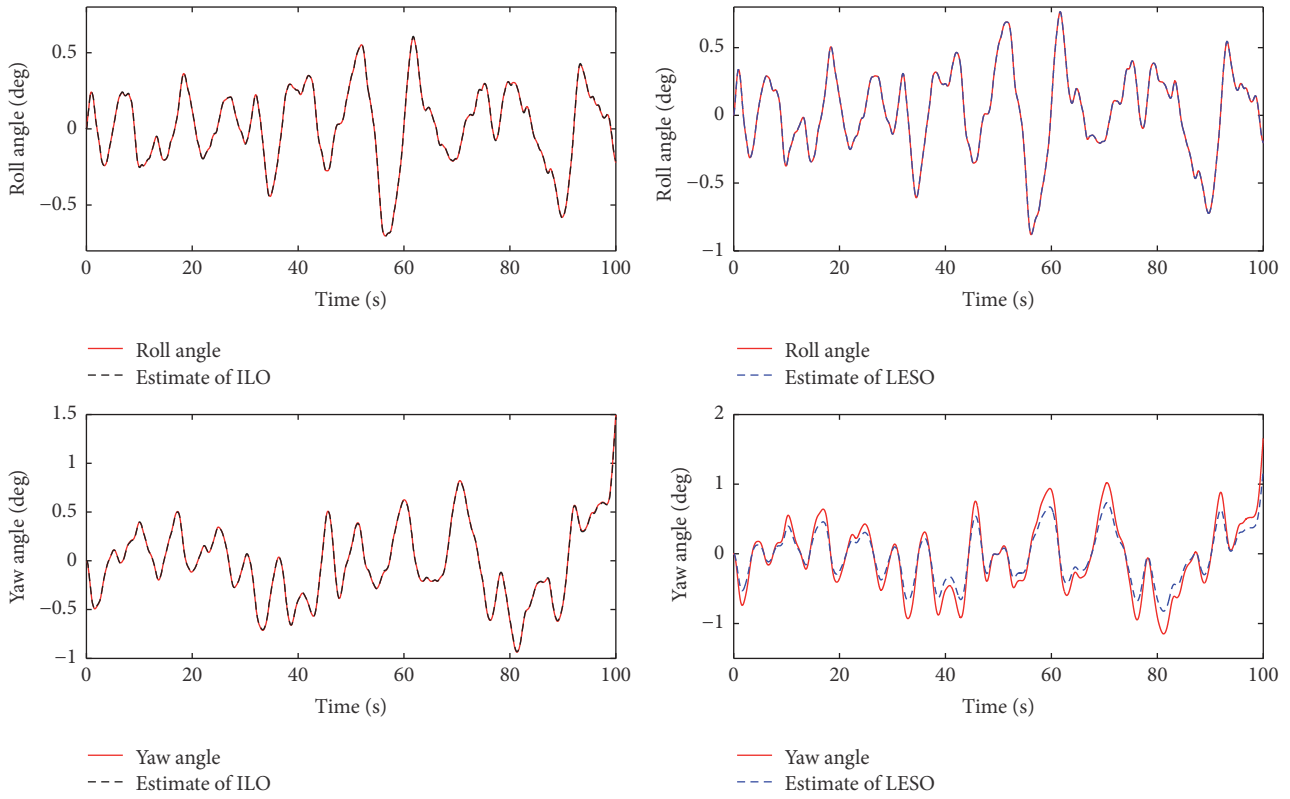 Roll angle (deg)
0.5
0
−0.5
0
20
40
60
80
100
Time (s)
Roll angle
Estimate of ILO
Roll angle (deg)
0.5
0
−0.5
−1
0
20
40
60
80
100
Time (s)
Roll angle
Estimate of LESO
Yaw angle (deg)
1.5
1
0.5
0
−0.5
−1
0
20
40
60
80
100
Time (s)
Yaw angle
Estimate of ILO
Yaw angle (deg)
2
1
0
−1
0
20
40
60
80
100
Time (s)
Yaw angle
Estimate of LESO